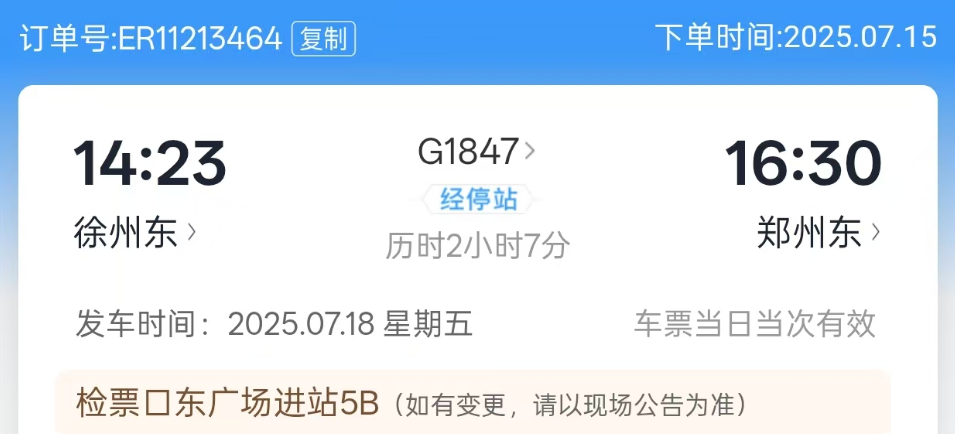 订单号:ER11213464 复制 下单时间:2025.07.15
14:23 G1847 16:30
经停站
徐州东 郑州东
历时2小时7分
发车时间：2025.07.18 星期五 车票当日当次有效
检票口东广场进站5B（如有变更，请以现场公告为准）